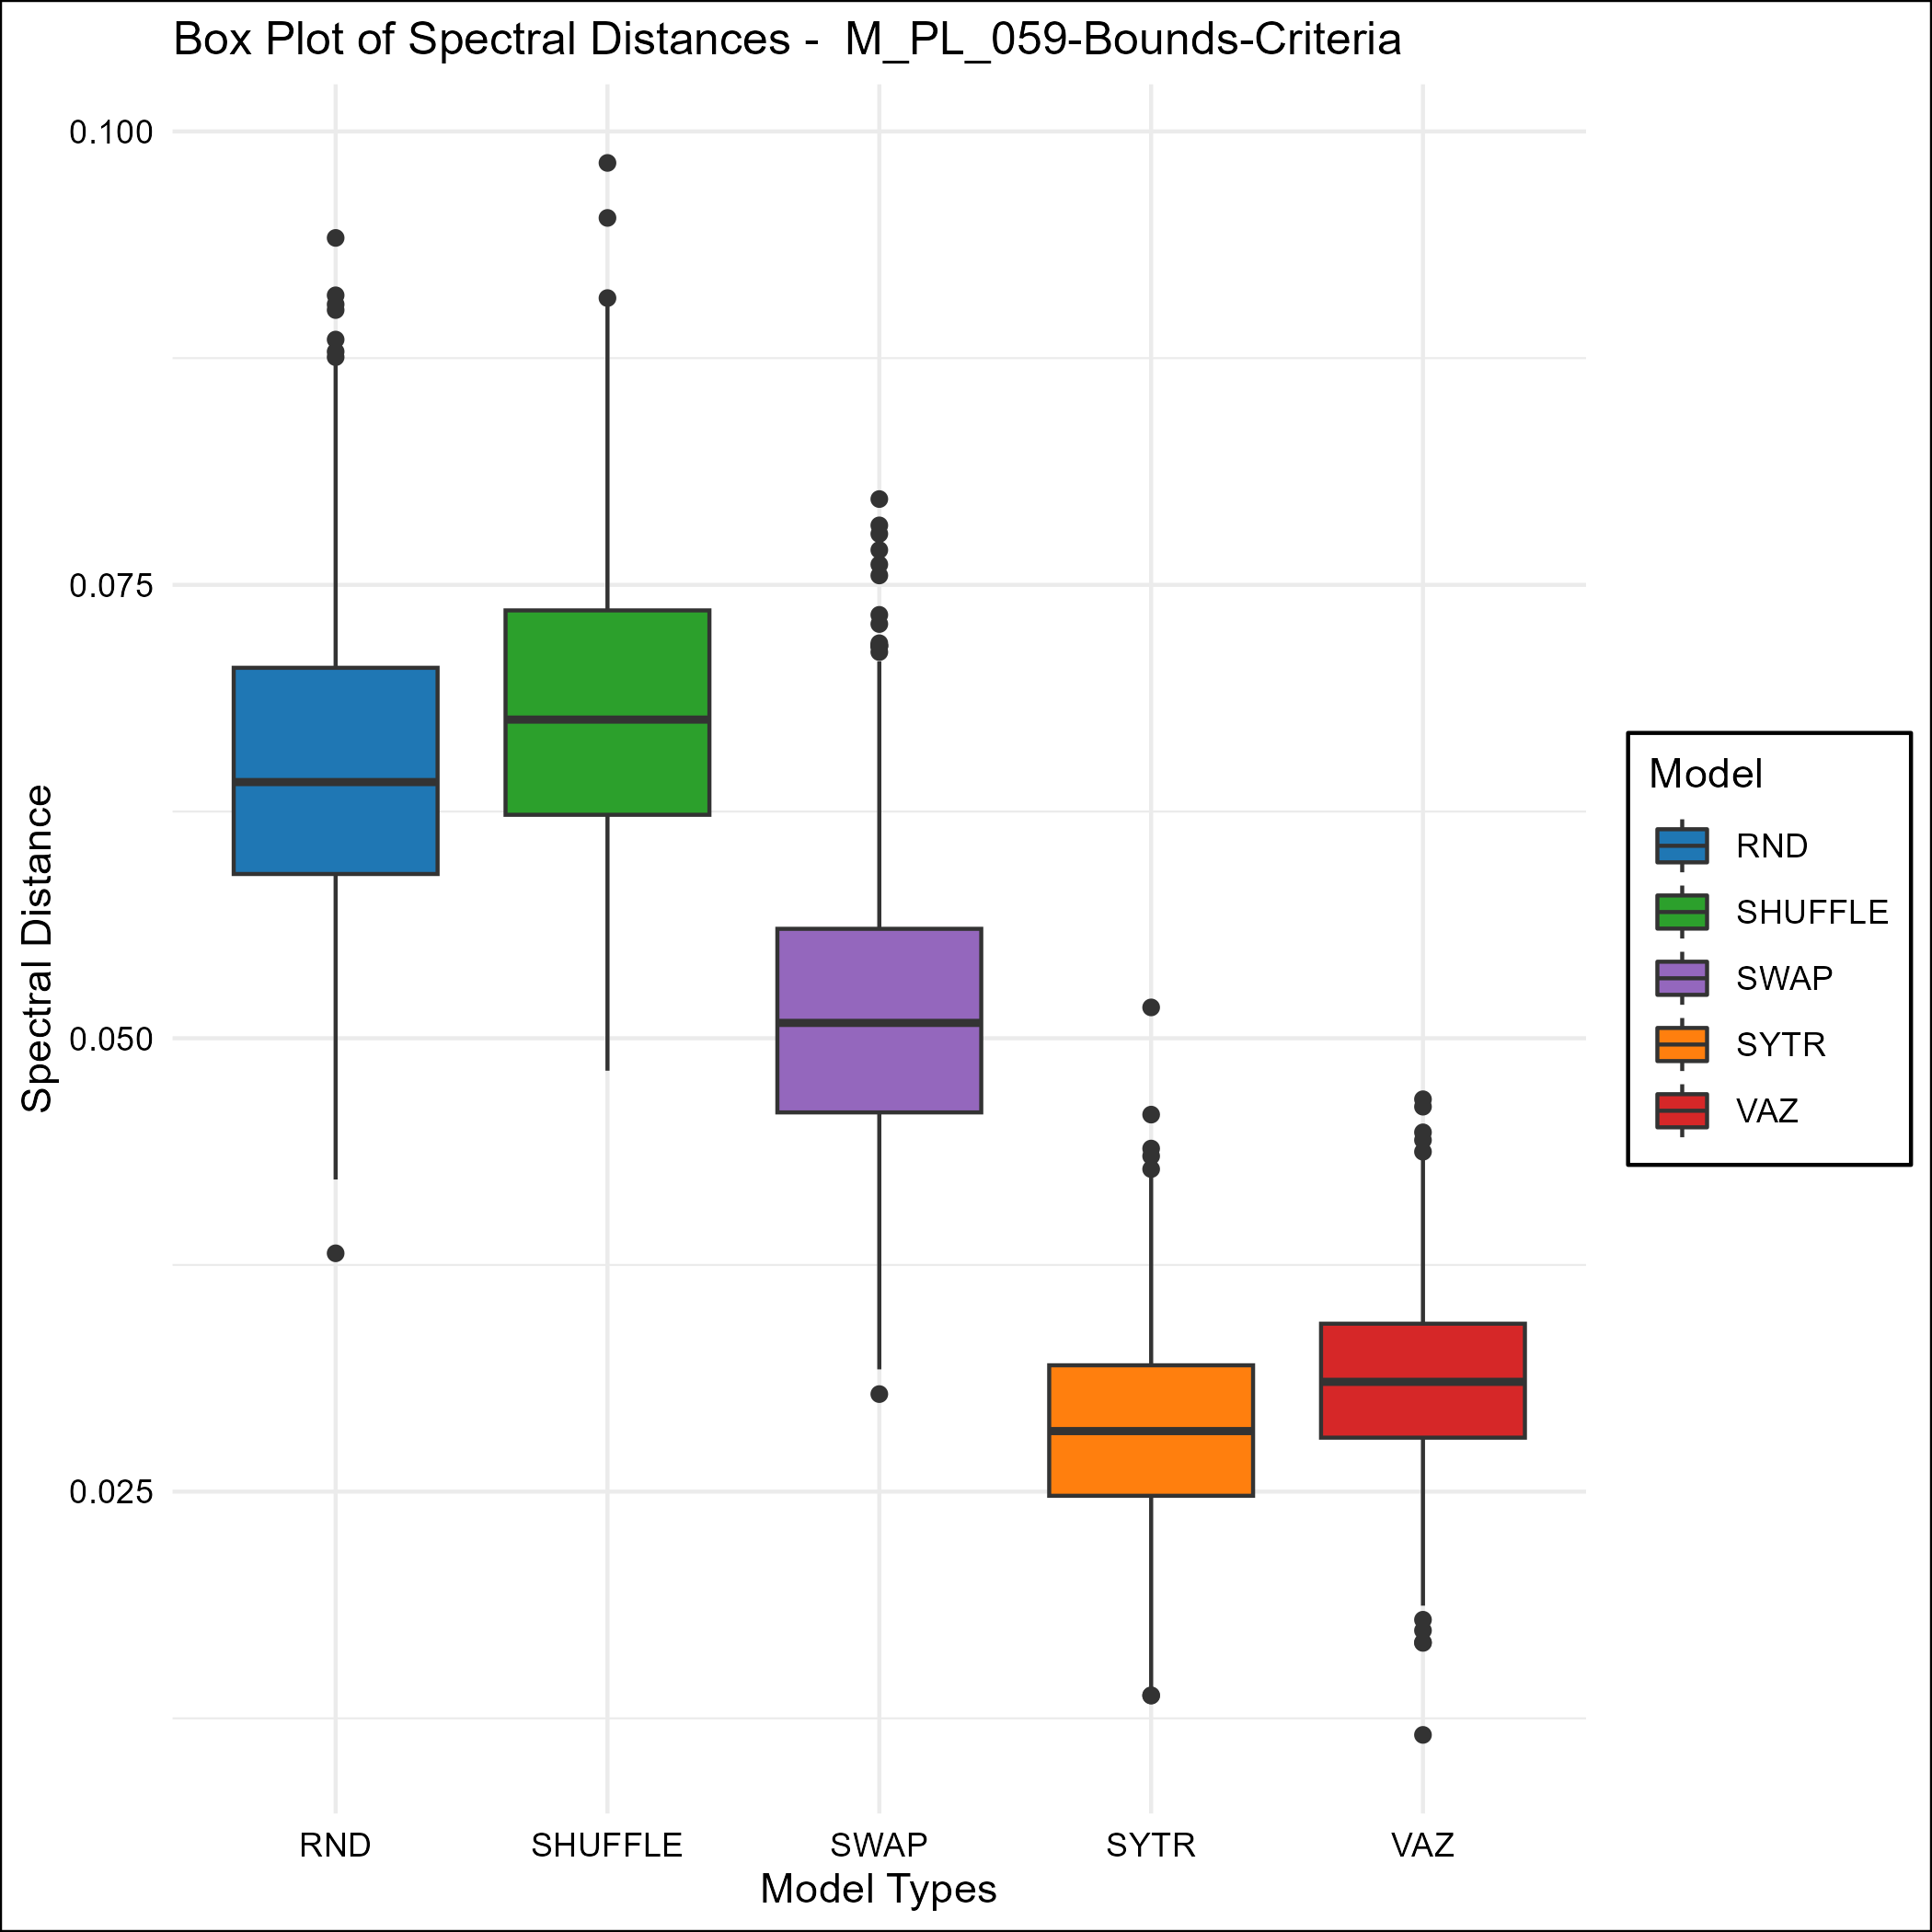 Box Plot of Spectral Distances -  M_PL_059-Bounds-Criteria
0.100
0.075
0.050
0.025
Spectral Distance
RND
SHUFFLE
SWAP
SYTR
VAZ
Model Types
Model
RND
SHUFFLE
SWAP
SYTR
VAZ